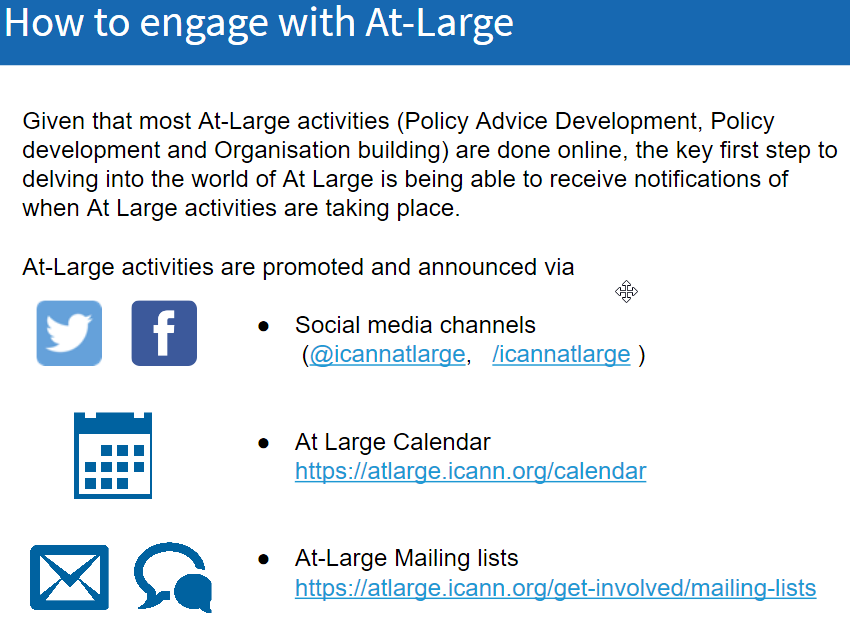 How to engage with At-Large
Given that most At-Large activities (Policy Advice Development, Policy
development and Organisation building) are done online, the key first step to
delving into the world of At Large is being able to receive notifications of
when At Large activities are taking place.
At-Large activities are promoted and announced via
● Social media channels
(@icannatlarge, /icannatlarge )
● At Large Calendar
https://atlarge.icann.org/calendar
● At-Large Mailing lists
https://atlarge.icann.org/get-involved/mailing-lists